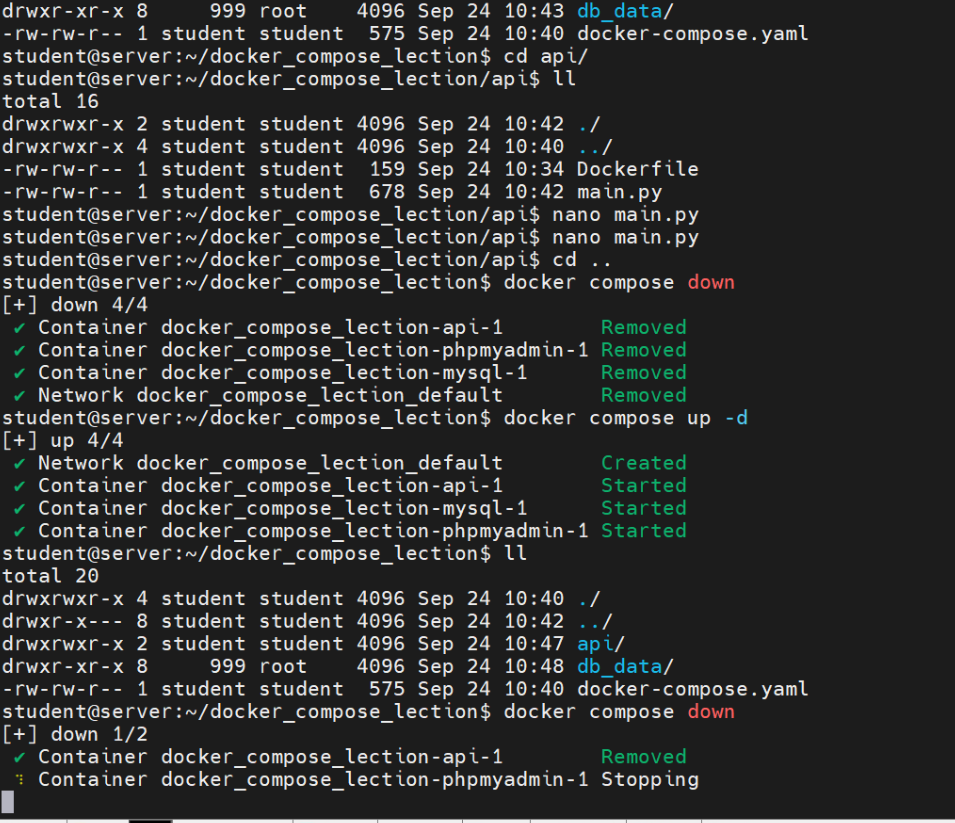 drwxr-xr-x 8     999 root    4096 Sep 24 10:43 db_data/
-rw-rw-r-- 1 student student  575 Sep 24 10:40 docker-compose.yaml
student@server:~/docker_compose_lection$ cd api/
student@server:~/docker_compose_lection/api$ ll
total 16
drwxrwxr-x 2 student student 4096 Sep 24 10:42 ./
drwxrwxr-x 4 student student 4096 Sep 24 10:40 ../
-rw-rw-r-- 1 student student  159 Sep 24 10:34 Dockerfile
-rw-rw-r-- 1 student student  678 Sep 24 10:42 main.py
student@server:~/docker_compose_lection/api$ nano main.py
student@server:~/docker_compose_lection/api$ nano main.py
student@server:~/docker_compose_lection/api$ cd ..
student@server:~/docker_compose_lection$ docker compose down
[+] down 4/4
 ✔ Container docker_compose_lection-api-1        Removed
 ✔ Container docker_compose_lection-phpmyadmin-1 Removed
 ✔ Container docker_compose_lection-mysql-1      Removed
 ✔ Network docker_compose_lection_default        Removed
student@server:~/docker_compose_lection$ docker compose up -d
[+] up 4/4
 ✔ Network docker_compose_lection_default        Created
 ✔ Container docker_compose_lection-api-1        Started
 ✔ Container docker_compose_lection-mysql-1      Started
 ✔ Container docker_compose_lection-phpmyadmin-1 Started
student@server:~/docker_compose_lection$ ll
total 20
drwxrwxr-x 4 student student 4096 Sep 24 10:40 ./
drwxr-x--- 8 student student 4096 Sep 24 10:42 ../
drwxrwxr-x 2 student student 4096 Sep 24 10:47 api/
drwxr-xr-x 8     999 root    4096 Sep 24 10:48 db_data/
-rw-rw-r-- 1 student student  575 Sep 24 10:40 docker-compose.yaml
student@server:~/docker_compose_lection$ docker compose down
[+] down 1/2
 ✔ Container docker_compose_lection-api-1        Removed
 ⠹ Container docker_compose_lection-phpmyadmin-1 Stopping